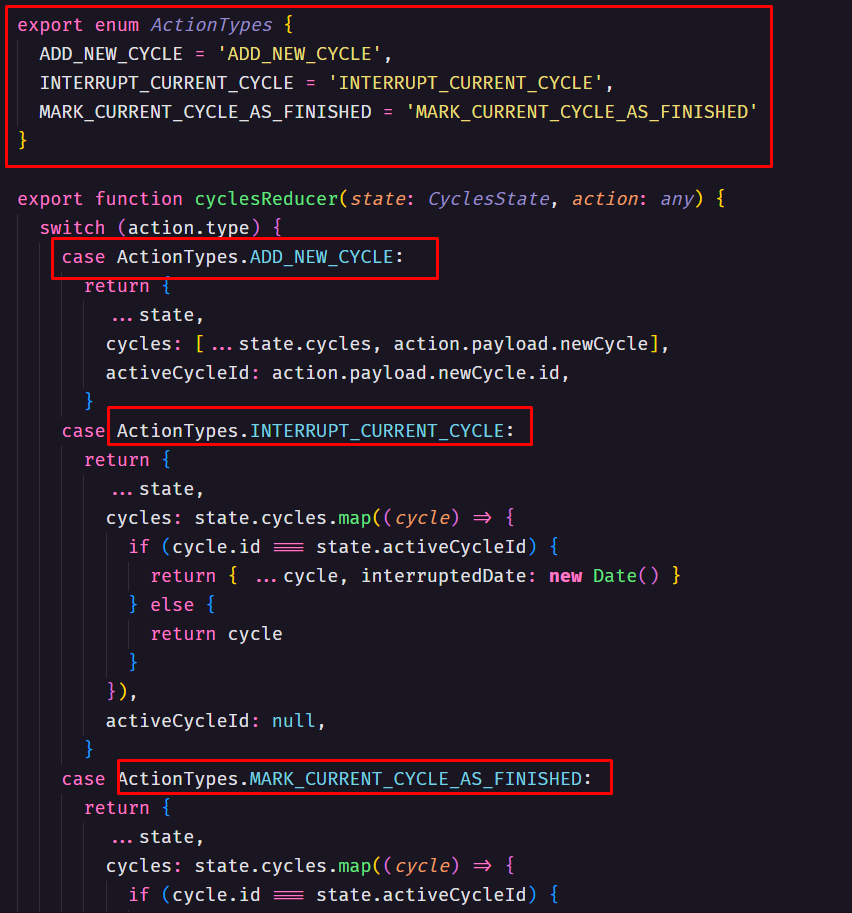 export enum ActionTypes {
ADD_NEW_CYCLE = 'ADD_NEW_CYCLE',
INTERRUPT_CURRENT_CYCLE = 'INTERRUPT_CURRENT_CYCLE',
MARK_CURRENT_CYCLE_AS_FINISHED = 'MARK_CURRENT_CYCLE_AS_FINISHED'
}
export function cyclesReducer(state: CyclesState, action: any) {
switch (action.type) {
case ActionTypes.ADD_NEW_CYCLE:
return {
...state,
cycles: [...state.cycles, action.payload.newCycle],
activeCycleId: action.payload.newCycle.id,
}
case ActionTypes.INTERRUPT_CURRENT_CYCLE:
return {
...state,
cycles: state.cycles.map((cycle) => {
if (cycle.id === state.activeCycleId) {
return { ...cycle, interruptedDate: new Date() }
} else {
return cycle
}
}),
activeCycleId: null,
}
case ActionTypes.MARK_CURRENT_CYCLE_AS_FINISHED:
return {
...state,
cycles: state.cycles.map((cycle) => {
if (cycle.id === state.activeCycleId) {